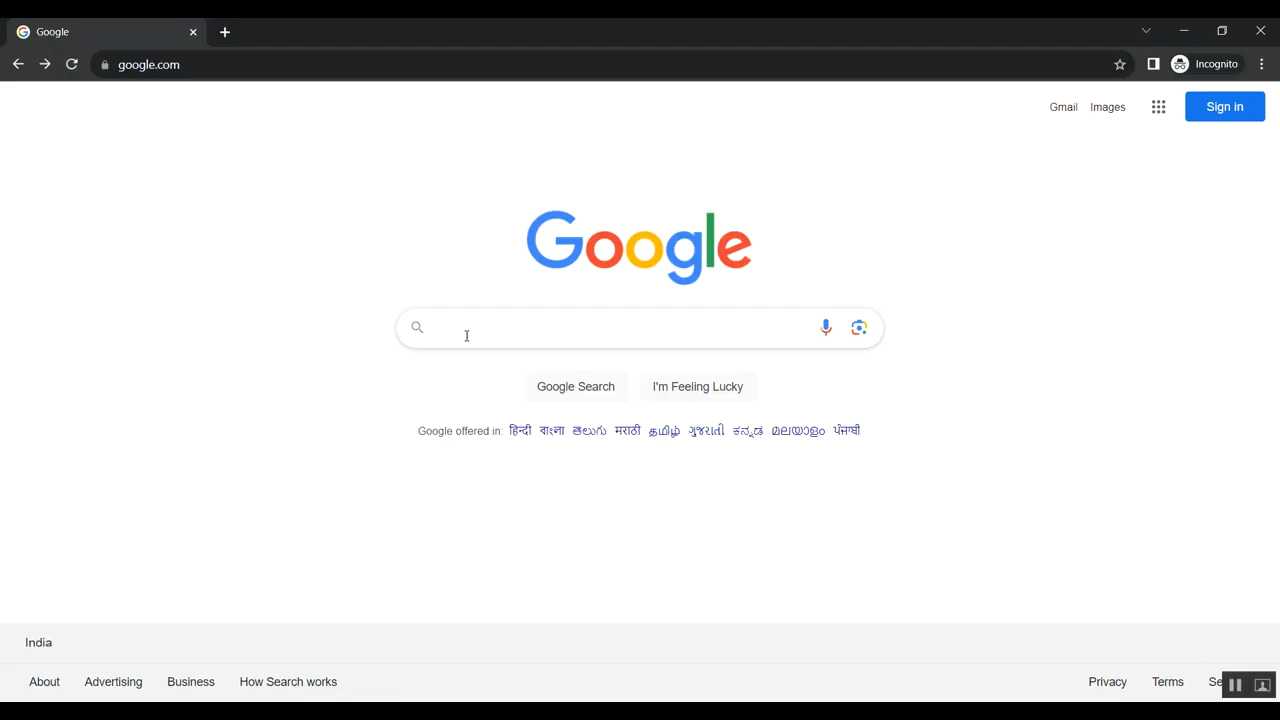 Google
google.com
Incognito
Gmail Images Sign in
Google
Google Search I'm Feeling Lucky
Google offered in: हिन्दी বাংলা తెలుగు मराठी தமிழ் ગુજરાતી ಕನ್ನಡ മലയാളം ਪੰਜਾਬੀ
India
About Advertising Business How Search works Privacy Terms